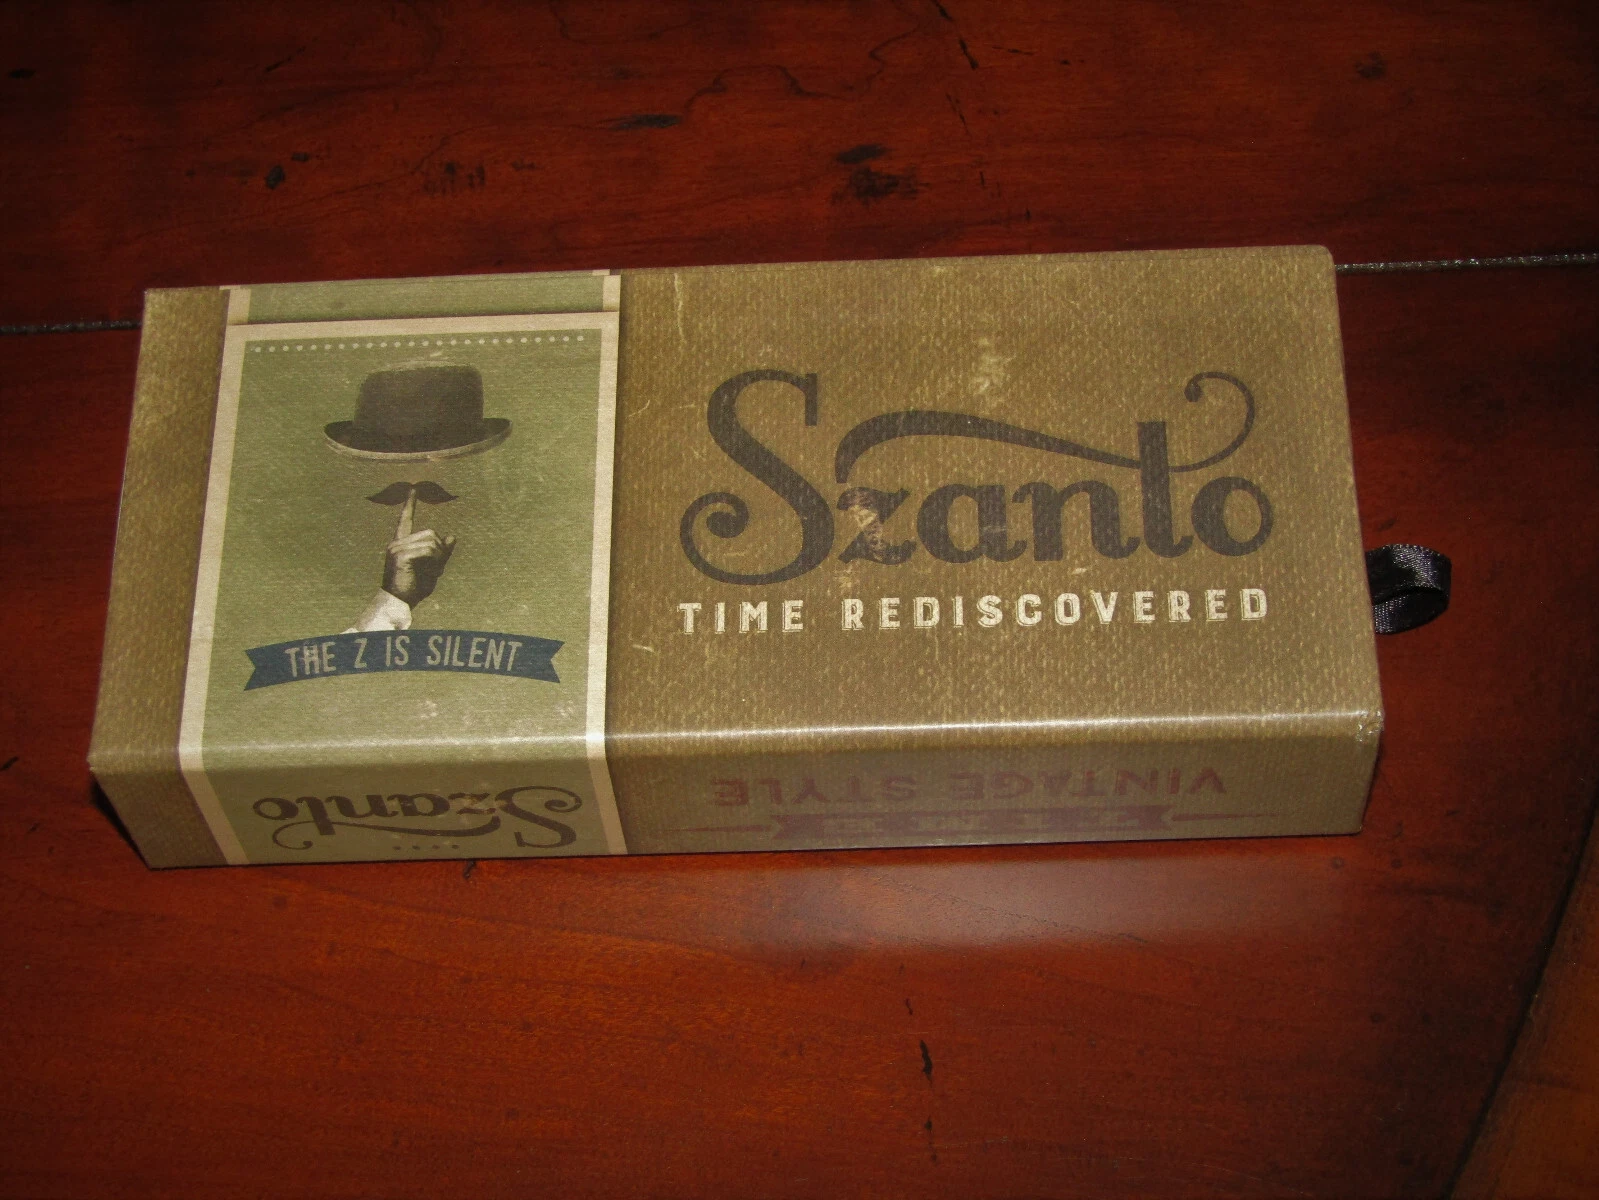 THE Z IS SILENT
Szanto
TIME REDISCOVERED
Szanto
VINTAGE STYLE